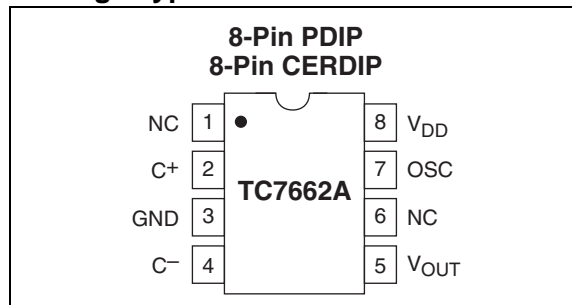 8-Pin PDIP
8-Pin CERDIP
NC 1 8 VDD
C+ 2 7 OSC
TC7662A
GND 3 6 NC
C– 4 5 VOUT